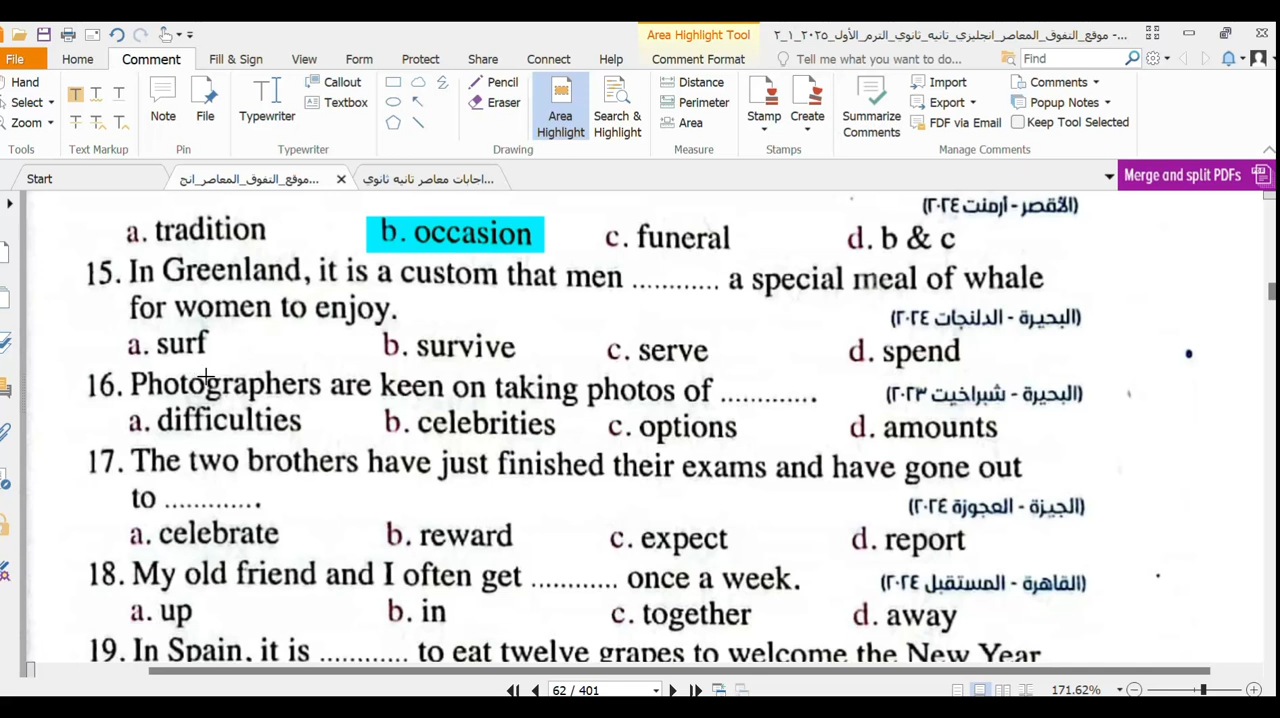 Area Highlight Tool
موقع_التفوق_المعاصر_انجليزي_تانيه_ثانوي_الترم_الأول_٢٠٢٥_١_٢ - ...
File Home Comment Fill & Sign View Form Protect Share Connect Help Comment Format Tell me what you want to do... Find
Hand Callout Pencil Distance Import Comments
Select Textbox Eraser Perimeter Export Popup Notes
Zoom Note File Typewriter Area Highlight Search & Highlight Area Stamp Create Summarize Comments FDF via Email Keep Tool Selected
Tools Text Markup Pin Typewriter Drawing Measure Stamps Manage Comments
Start موقع_التفوق_المعاصر_انج... اجابات معاصر تانيه ثانوي... Merge and split PDFs
(الأقصر - أرمنت ٢٠٢٤)
a. tradition b. occasion c. funeral d. b & c
15. In Greenland, it is a custom that men ............ a special meal of whale
for women to enjoy. (البحيرة - الدلنجات ٢٠٢٤)
a. surf b. survive c. serve d. spend
16. Photographers are keen on taking photos of ............. (البحيرة - شبراخيت ٢٠٢٣)
a. difficulties b. celebrities c. options d. amounts
17. The two brothers have just finished their exams and have gone out
to ............. (الجيزة - العجوزة ٢٠٢٤)
a. celebrate b. reward c. expect d. report
18. My old friend and I often get ............ once a week. (القاهرة - المستقبل ٢٠٢٤)
a. up b. in c. together d. away
19. In Spain, it is ............ to eat twelve grapes to welcome the New Year
62 / 401 171.62%